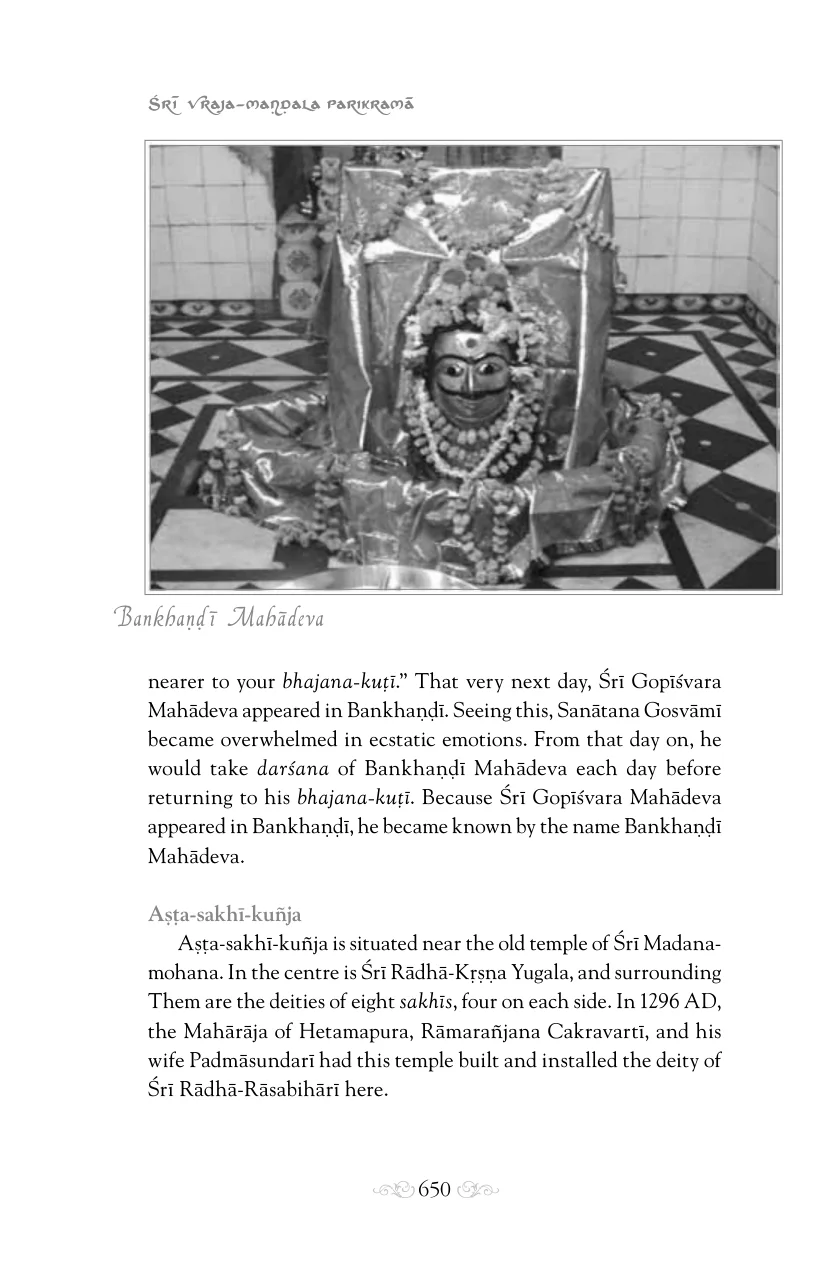 Śrī Vraja-maṇḍala Parikramā
Bankhaṇḍī Mahādeva
nearer to your bhajana-kuṭī.” That very next day, Śrī Gopīśvara
Mahādeva appeared in Bankhaṇḍī. Seeing this, Sanātana Gosvāmī
became overwhelmed in ecstatic emotions. From that day on, he
would take darśana of Bankhaṇḍī Mahādeva each day before
returning to his bhajana-kuṭī. Because Śrī Gopīśvara Mahādeva
appeared in Bankhaṇḍī, he became known by the name Bankhaṇḍī
Mahādeva.
Aṣṭa-sakhī-kuñja
Aṣṭa-sakhī-kuñja is situated near the old temple of Śrī Madana-
mohana. In the centre is Śrī Rādhā-Kṛṣṇa Yugala, and surrounding
Them are the deities of eight sakhīs, four on each side. In 1296 AD,
the Mahārāja of Hetamapura, Rāmarañjana Cakravartī, and his
wife Padmāsundarī had this temple built and installed the deity of
Śrī Rādhā-Rāsabihārī here.
650